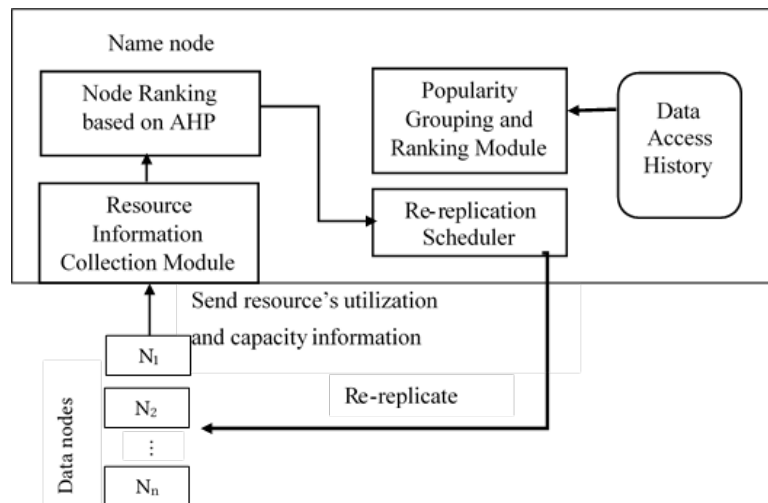 Name node
Node Ranking
based on AHP
Popularity
Grouping and
Ranking Module
Data
Access
History
Resource
Information
Collection Module
Re-replication
Scheduler
Send resource’s utilization
and capacity information
N₁
Re-replicate
Data nodes
N₂
⋮
Nₙ